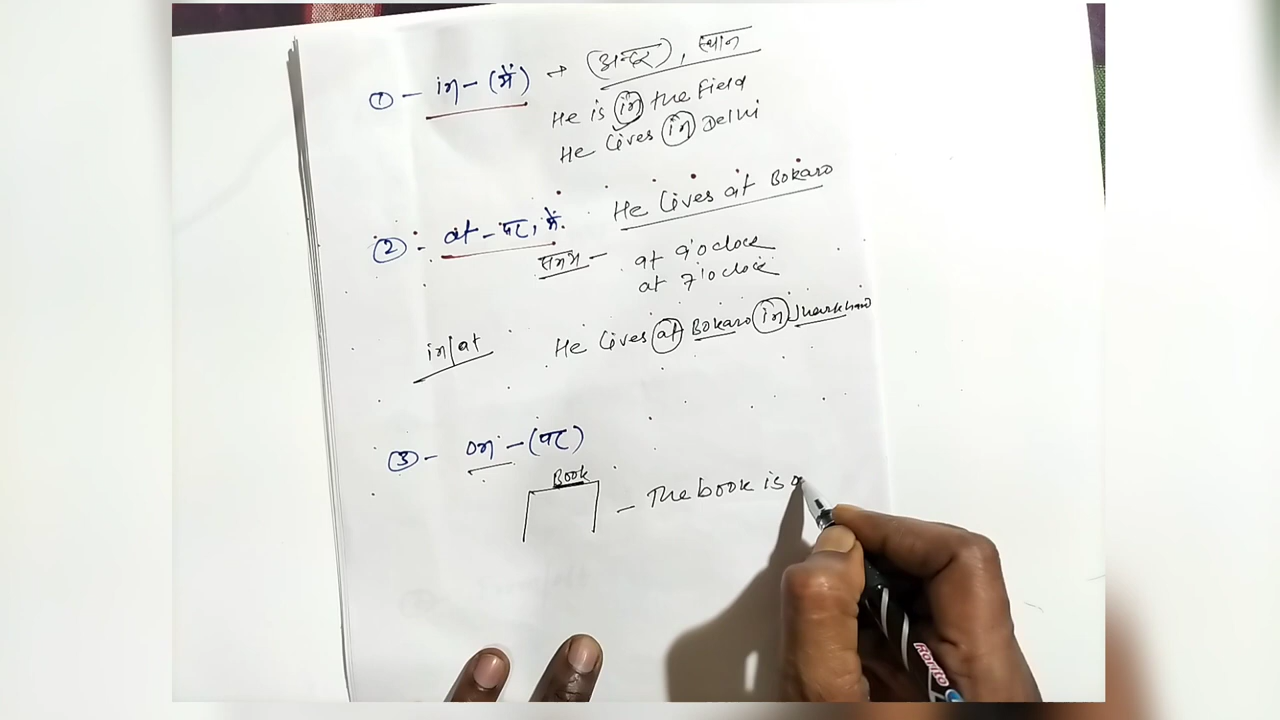 ① - in - (में) → (अन्दर), स्थान
He is in the Field
He lives in Delhi
② - at - पर, में. He lives at Bokaro
समय - at 9'o clock
at 7'o clock
in/at He lives at Bokaro in Jharkhand
③ - on - (पर)
Book
- The book is o